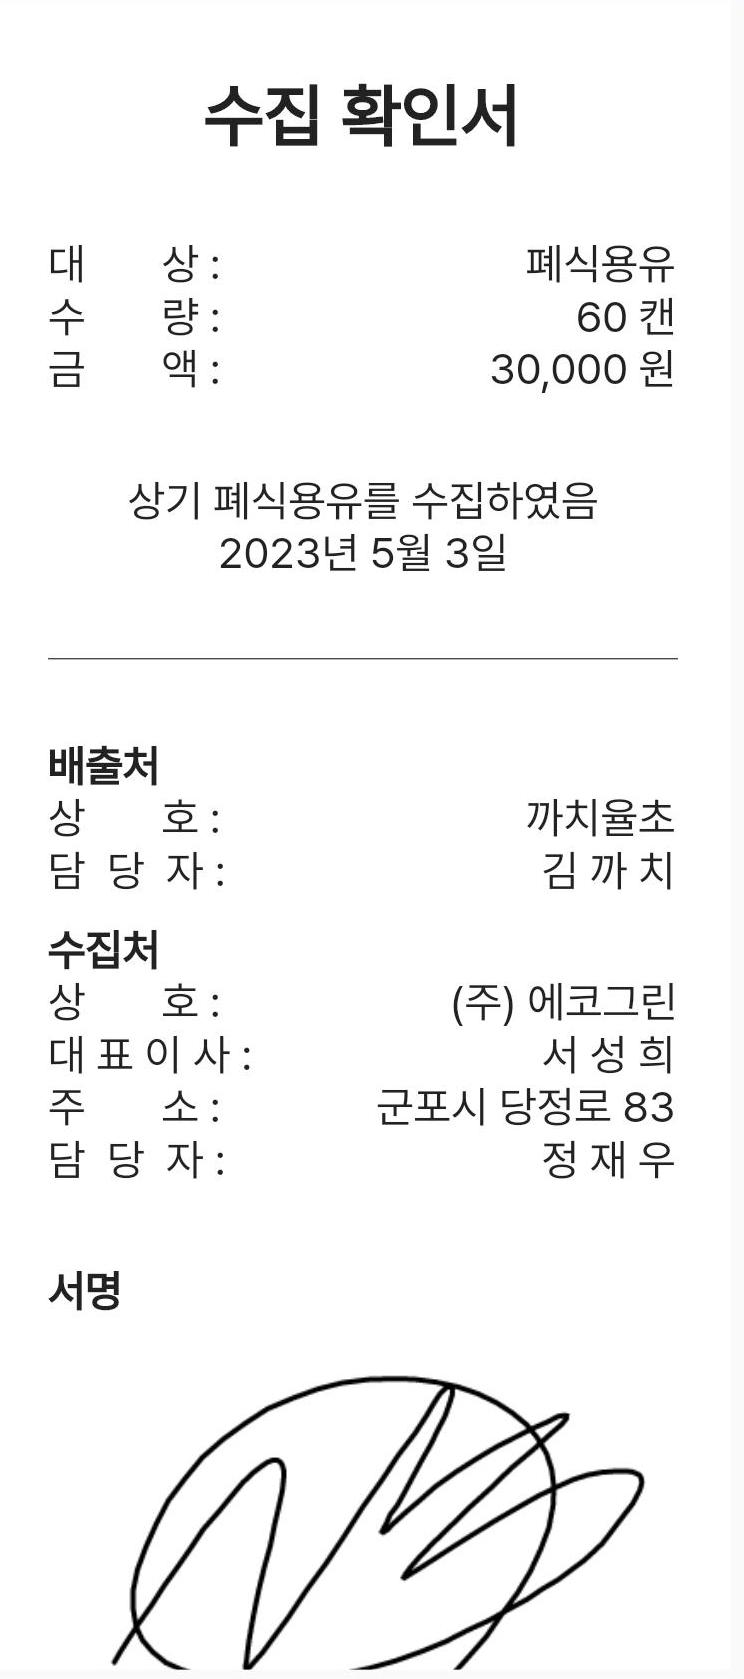 수집 확인서
대 상 : 폐식용유
수 량 : 60 캔
금 액 : 30,000 원
상기 폐식용유를 수집하였음
2023년 5월 3일
배출처
상 호 : 까치율초
담 당 자 : 김 까 치
수집처
상 호 : (주) 에코그린
대 표 이 사 : 서 성 희
주 소 : 군포시 당정로 83
담 당 자 : 정 재 우
서명